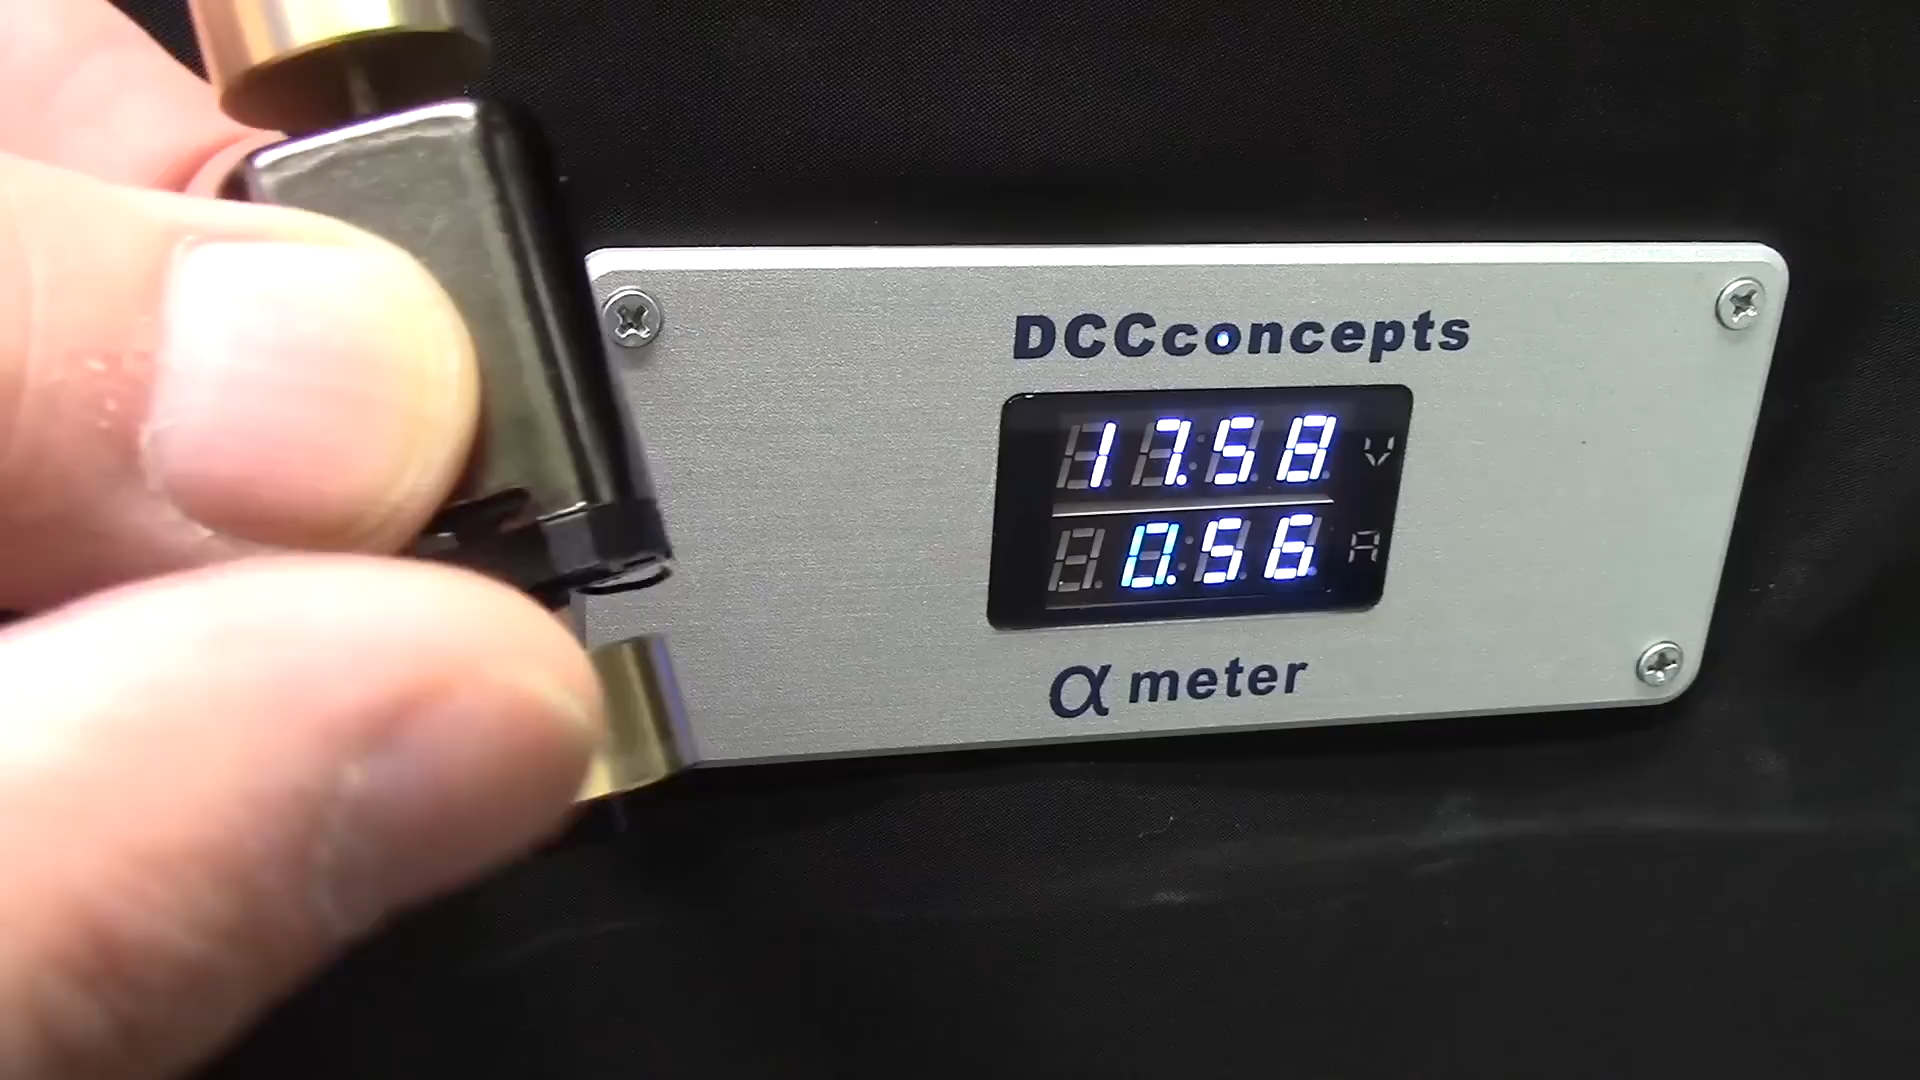 DCCconcepts
17.58 V
0.56 A
α meter